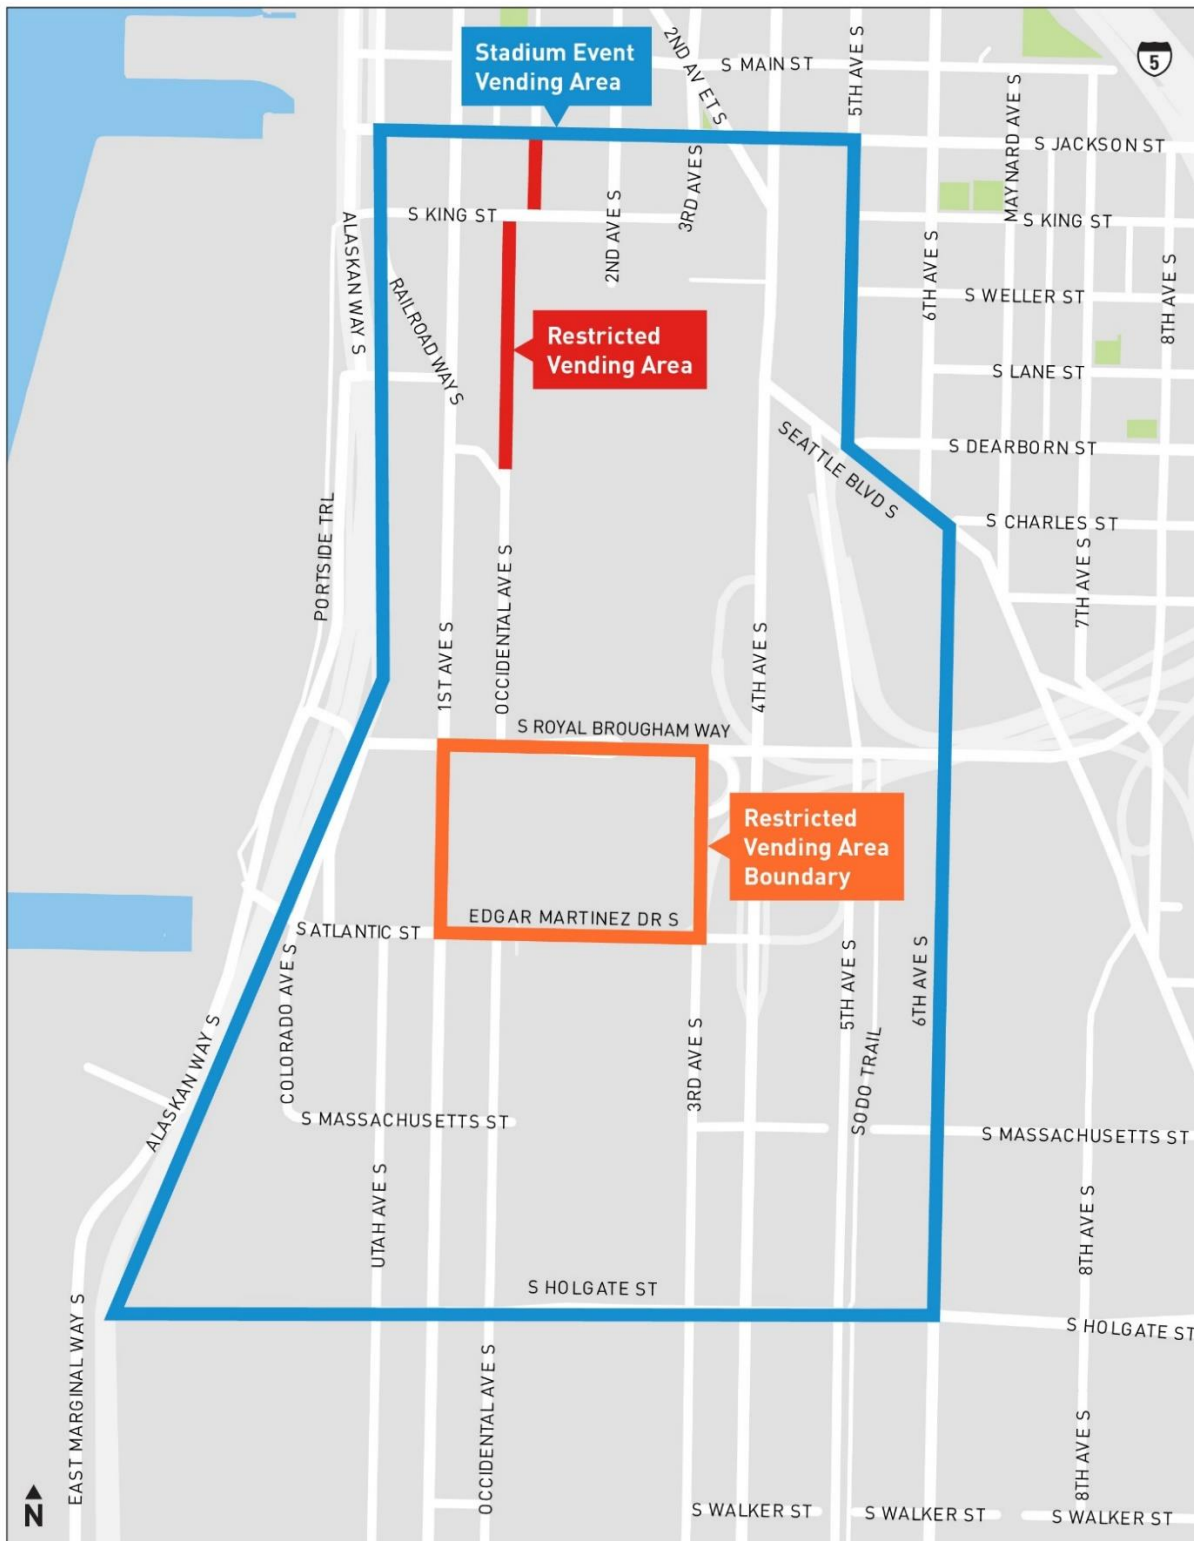 Stadium Event
Vending Area
2ND AV ET S
S MAIN ST
5TH AVE S
5
MAYNARD AVE S
S JACKSON ST
3RD AVES
S KING ST
2ND AVE S
S KING ST
ALASKAN WAY S
6TH AVE S
8TH AVE S
RAILROAD WAY S
S WELLER ST
Restricted
Vending Area
S LANE ST
SEATTLE BLVD S
S DEARBORN ST
PORTSIDE TRL
S CHARLES ST
7TH AVE S
OCCIDENTAL AVE S
1ST AVE S
4TH AVE S
S ROYAL BROUGHAM WAY
Restricted
Vending Area
Boundary
EDGAR MARTINEZ DR S
S ATLANTIC ST
COLORADO AVE S
5TH AVE S
6TH AVE S
ALASKAN WAY S
3RD AVE S
SODO TRAIL
S MASSACHUSETTS ST
S MASSACHUSETTS ST
UTAH AVE S
8TH AVE S
S HOLGATE ST
S HOLGATE ST
EAST MARGINAL WAY S
OCCIDENTAL AVE S
8TH AVE S
N
S WALKER ST
S WALKER ST
S WALKER ST